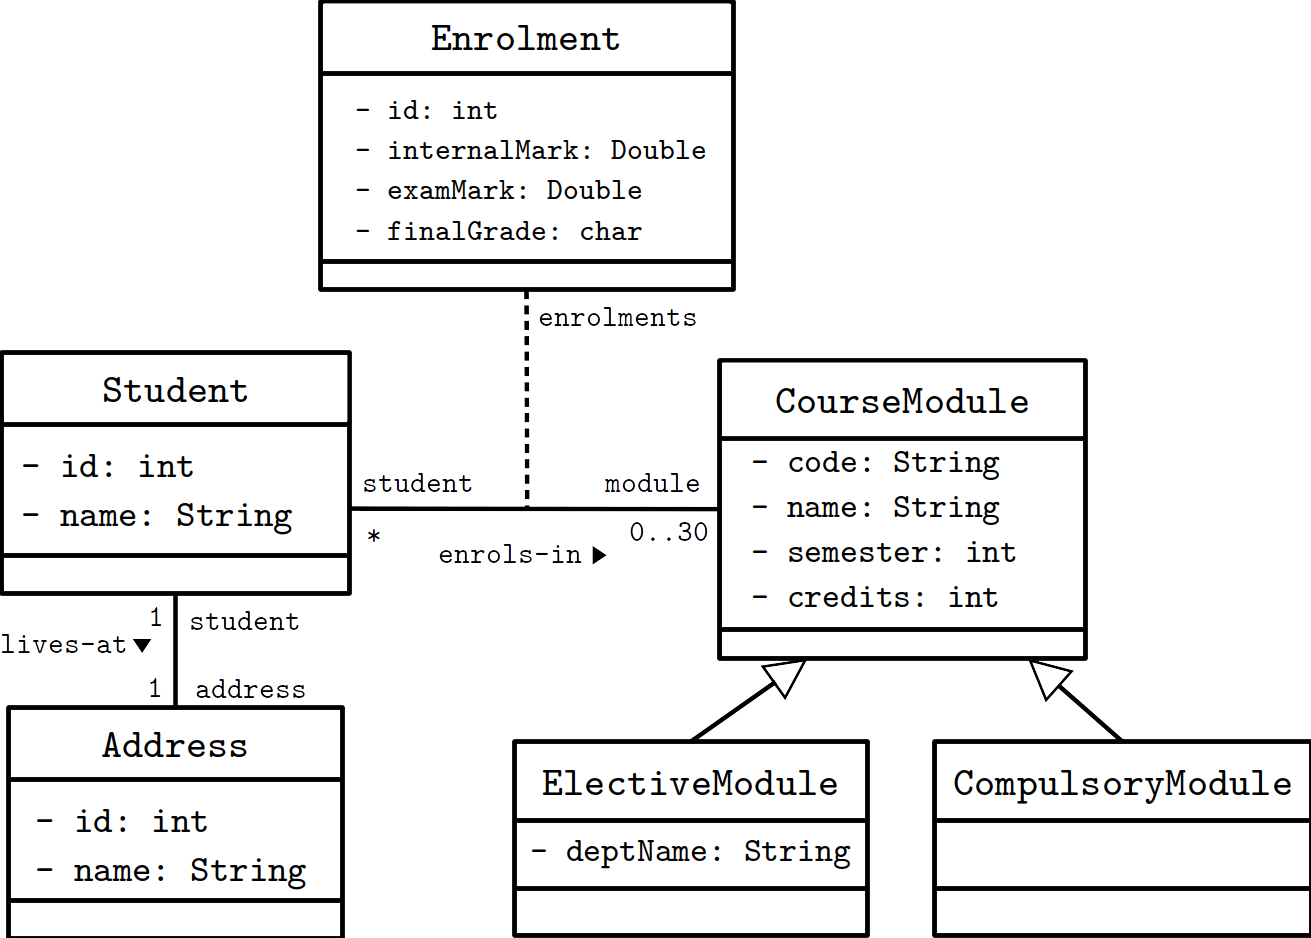 Enrolment
- id: int
- internalMark: Double
- examMark: Double
- finalGrade: char
enrolments
Student
- id: int
- name: String
CourseModule
- code: String
- name: String
- semester: int
- credits: int
student
module
*
0..30
enrols-in ▶
1
student
lives-at ▼
1
address
Address
- id: int
- name: String
ElectiveModule
- deptName: String
CompulsoryModule